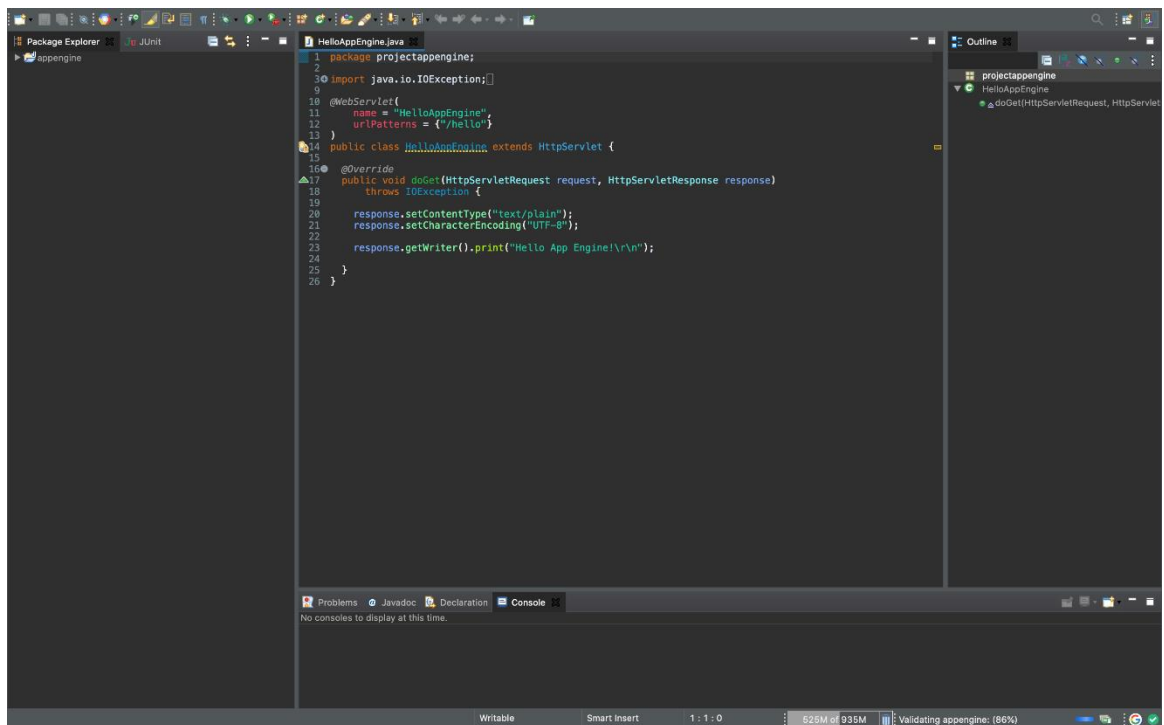 Package Explorer
JUnit
appengine
HelloAppEngine.java
1 package projectappengine;
2
3 import java.io.IOException;
9
10 @WebServlet(
11 name = "HelloAppEngine",
12 urlPatterns = {"/hello"}
13 )
14 public class HelloAppEngine extends HttpServlet {
15
16 @Override
17 public void doGet(HttpServletRequest request, HttpServletResponse response)
18 throws IOException {
19
20 response.setContentType("text/plain");
21 response.setCharacterEncoding("UTF-8");
22
23 response.getWriter().print("Hello App Engine!\r\n");
24
25 }
26 }
Outline
projectappengine
HelloAppEngine
doGet(HttpServletRequest, HttpServlet
Problems
Javadoc
Declaration
Console
No consoles to display at this time.
Writable
Smart Insert
1 : 1 : 0
525M of 935M
Validating appengine: (86%)